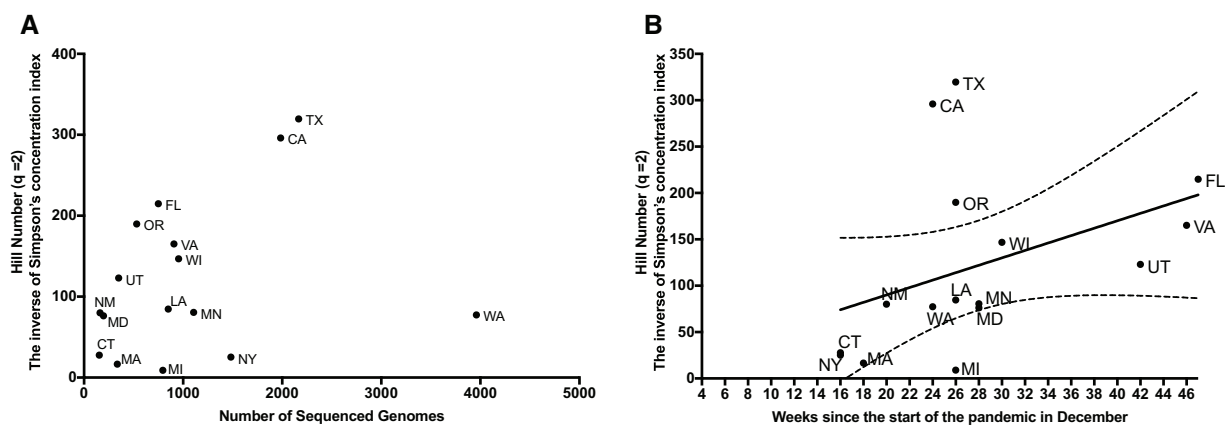 A
Hill Number (q =2)
The inverse of Simpson's concentration index
400
300
200
100
0
TX
CA
FL
OR
VA
WI
UT
NM
MD
LA
MN
WA
CT
MA
MI
NY
0 1000 2000 3000 4000 5000
Number of Sequenced Genomes
B
Hill Number (q =2)
The inverse of Simpson's concentration index
350
300
250
200
150
100
50
0
TX
CA
OR
FL
VA
WI
UT
NM
LA
MN
WA
MD
CT
NY
MA
MI
4 6 8 10 12 14 16 18 20 22 24 26 28 30 32 34 36 38 40 42 44 46
Weeks since the start of the pandemic in December